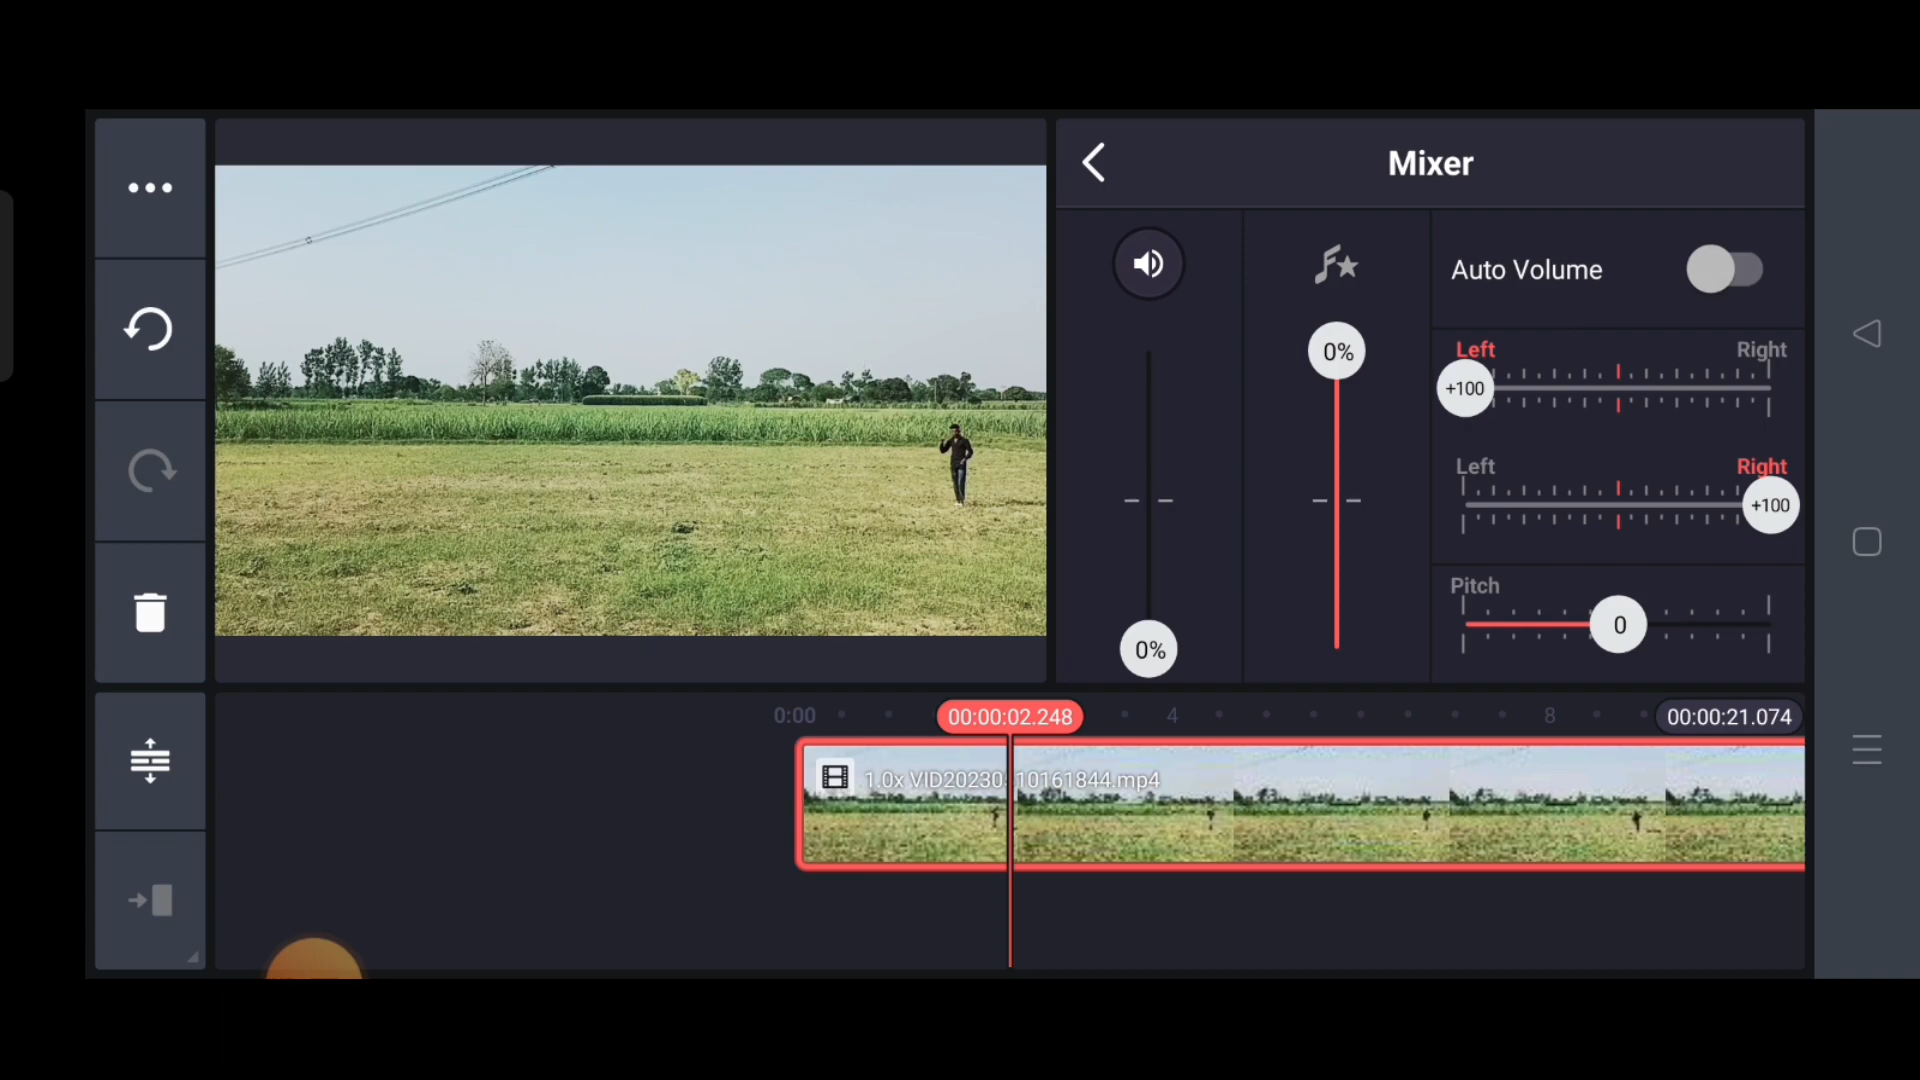 Mixer
Auto Volume
Left Right
+100
0%
Left Right
+100
Pitch
0
0%
0:00 00:00:02.248 4 8 00:00:21.074
1.0x VID20230 10161844.mp4